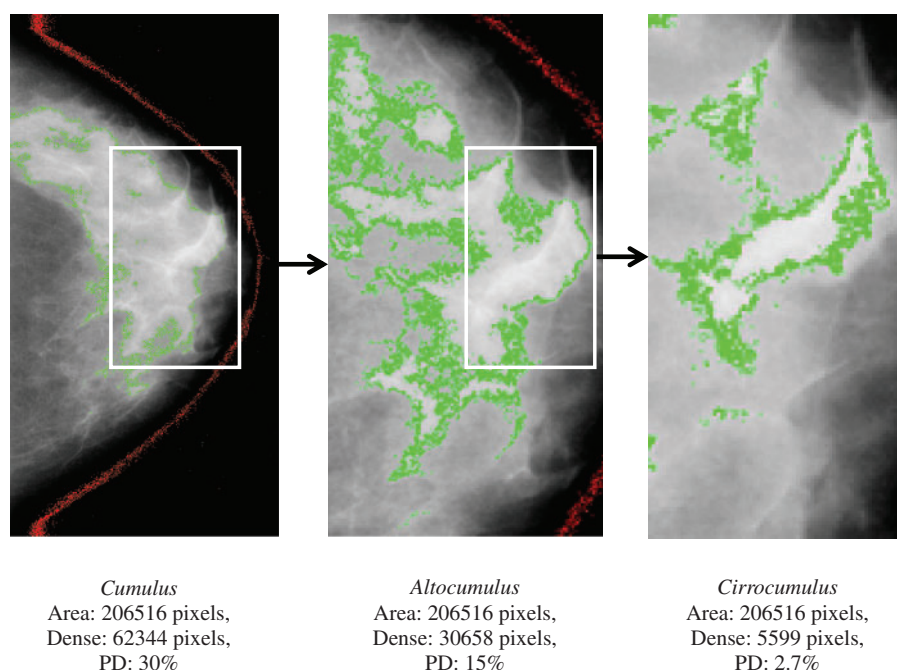 Cumulus
Area: 206516 pixels,
Dense: 62344 pixels,
PD: 30%
Altocumulus
Area: 206516 pixels,
Dense: 30658 pixels,
PD: 15%
Cirrocumulus
Area: 206516 pixels,
Dense: 5599 pixels,
PD: 2.7%